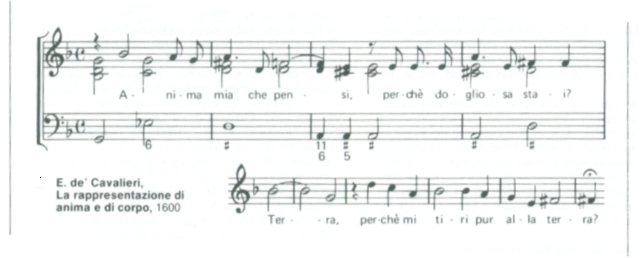 A - ni - ma mia che pen - si, per-chè do - glio - sa sta - i?
6 # 11 # # #
6 5
E. de' Cavalieri,
La rappresentazione di
anima e di corpo, 1600
Ter - ra, per-chè mi ti - ri pur al - la ter - ra?